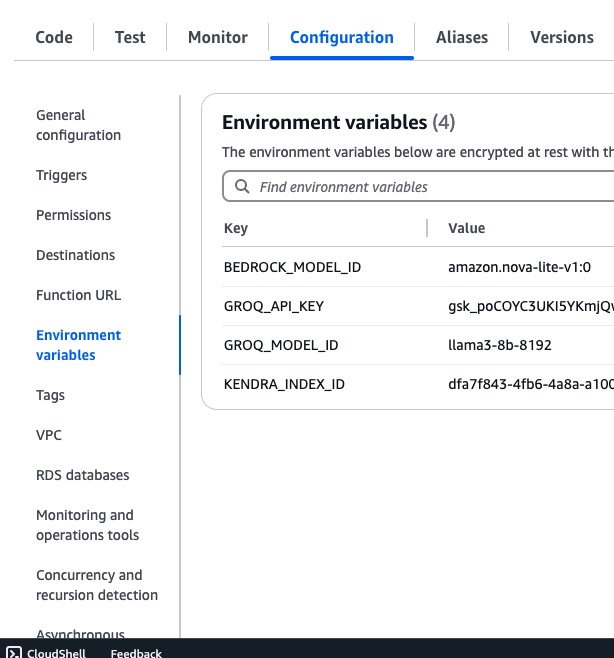 Code
Test
Monitor
Configuration
Aliases
Versions
General
configuration
Triggers
Permissions
Destinations
Function URL
Environment
variables
Tags
VPC
RDS databases
Monitoring and
operations tools
Concurrency and
recursion detection
Asynchronous
Environment variables (4)
The environment variables below are encrypted at rest with th
Find environment variables
Key Value
BEDROCK_MODEL_ID amazon.nova-lite-v1:0
GROQ_API_KEY gsk_poCOYC3UKI5YKmjQv
GROQ_MODEL_ID llama3-8b-8192
KENDRA_INDEX_ID dfa7f843-4fb6-4a8a-a100
CloudShell Feedback